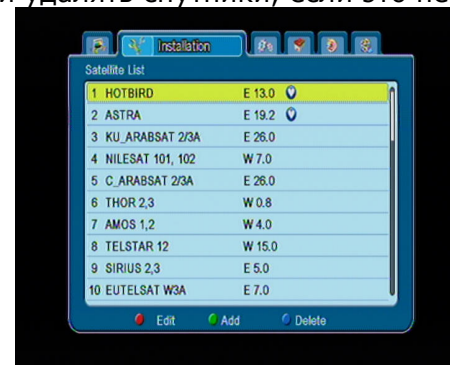 удалять спутники, если это не
Installation
Satellite List
1 HOTBIRD E 13.0
2 ASTRA E 19.2
3 KU_ARABSAT 2/3A E 26.0
4 NILESAT 101, 102 W 7.0
5 C_ARABSAT 2/3A E 26.0
6 THOR 2,3 W 0.8
7 AMOS 1,2 W 4.0
8 TELSTAR 12 W 15.0
9 SIRIUS 2,3 E 5.0
10 EUTELSAT W3A E 7.0
Edit Add Delete